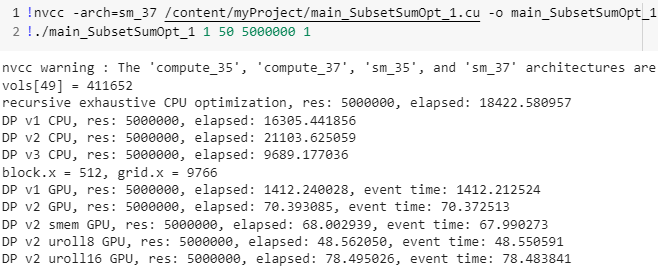 1 !nvcc -arch=sm_37 /content/myProject/main_SubsetSumOpt_1.cu -o main_SubsetSumOpt_1
2 !./main_SubsetSumOpt_1 1 50 5000000 1
nvcc warning : The 'compute_35', 'compute_37', 'sm_35', and 'sm_37' architectures are
vols[49] = 411652
recursive exhaustive CPU optimization, res: 5000000, elapsed: 18422.580957
DP v1 CPU, res: 5000000, elapsed: 16305.441856
DP v2 CPU, res: 5000000, elapsed: 21103.625059
DP v3 CPU, res: 5000000, elapsed: 9689.177036
block.x = 512, grid.x = 9766
DP v1 GPU, res: 5000000, elapsed: 1412.240028, event time: 1412.212524
DP v2 GPU, res: 5000000, elapsed: 70.393085, event time: 70.372513
DP v2 smem GPU, res: 5000000, elapsed: 68.002939, event time: 67.990273
DP v2 uroll8 GPU, res: 5000000, elapsed: 48.562050, event time: 48.550591
DP v2 uroll16 GPU, res: 5000000, elapsed: 78.495026, event time: 78.483841